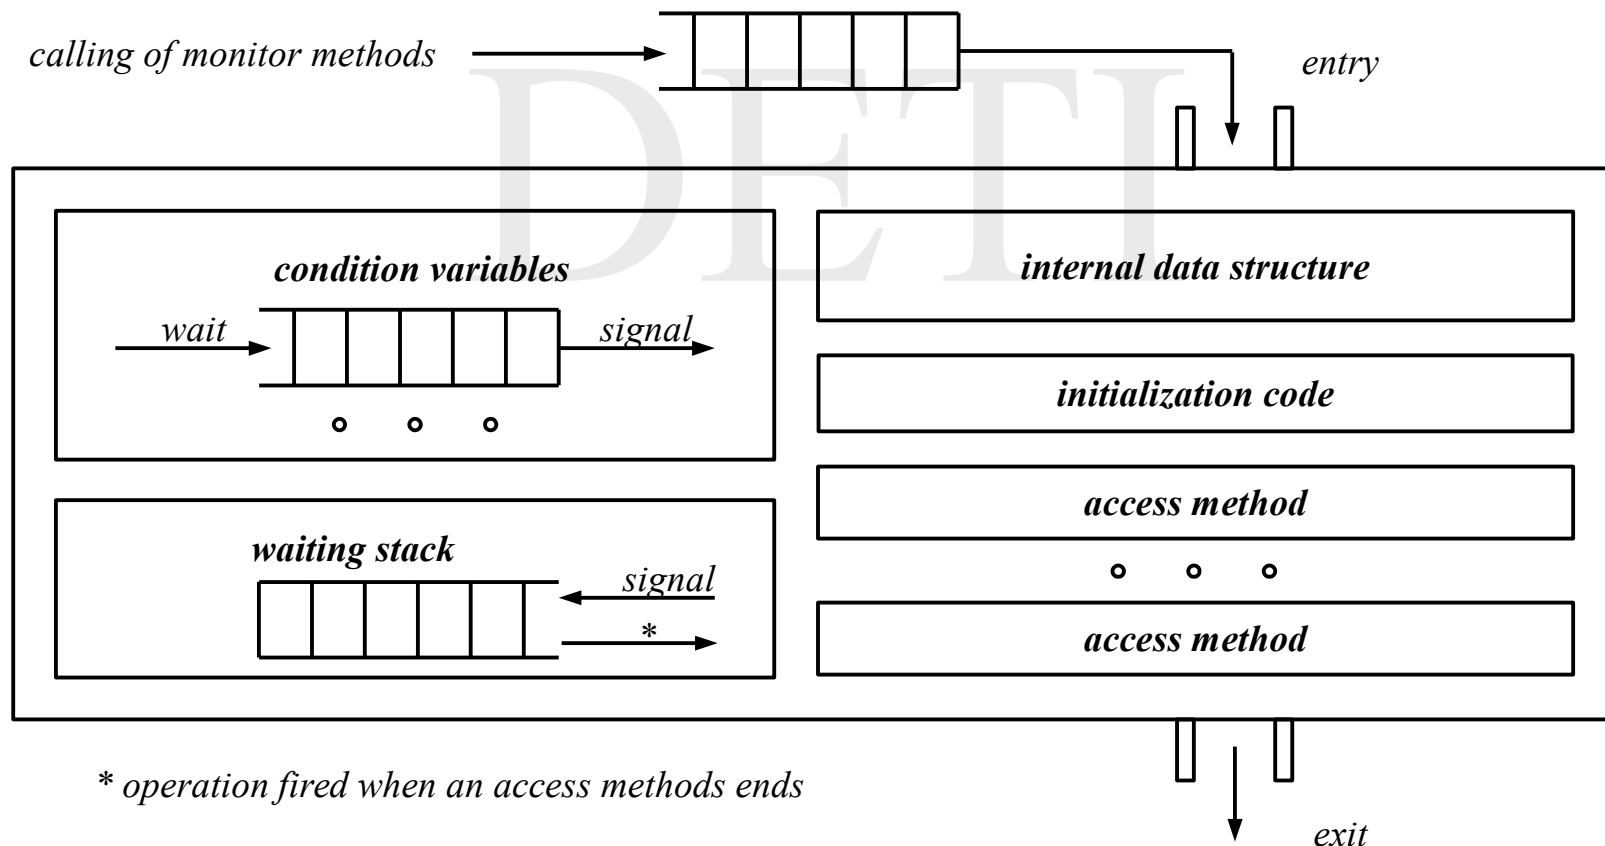 calling of monitor methods
entry
DETI
condition variables
wait
signal
internal data structure
initialization code
access method
waiting stack
signal
*
access method
* operation fired when an access methods ends
exit